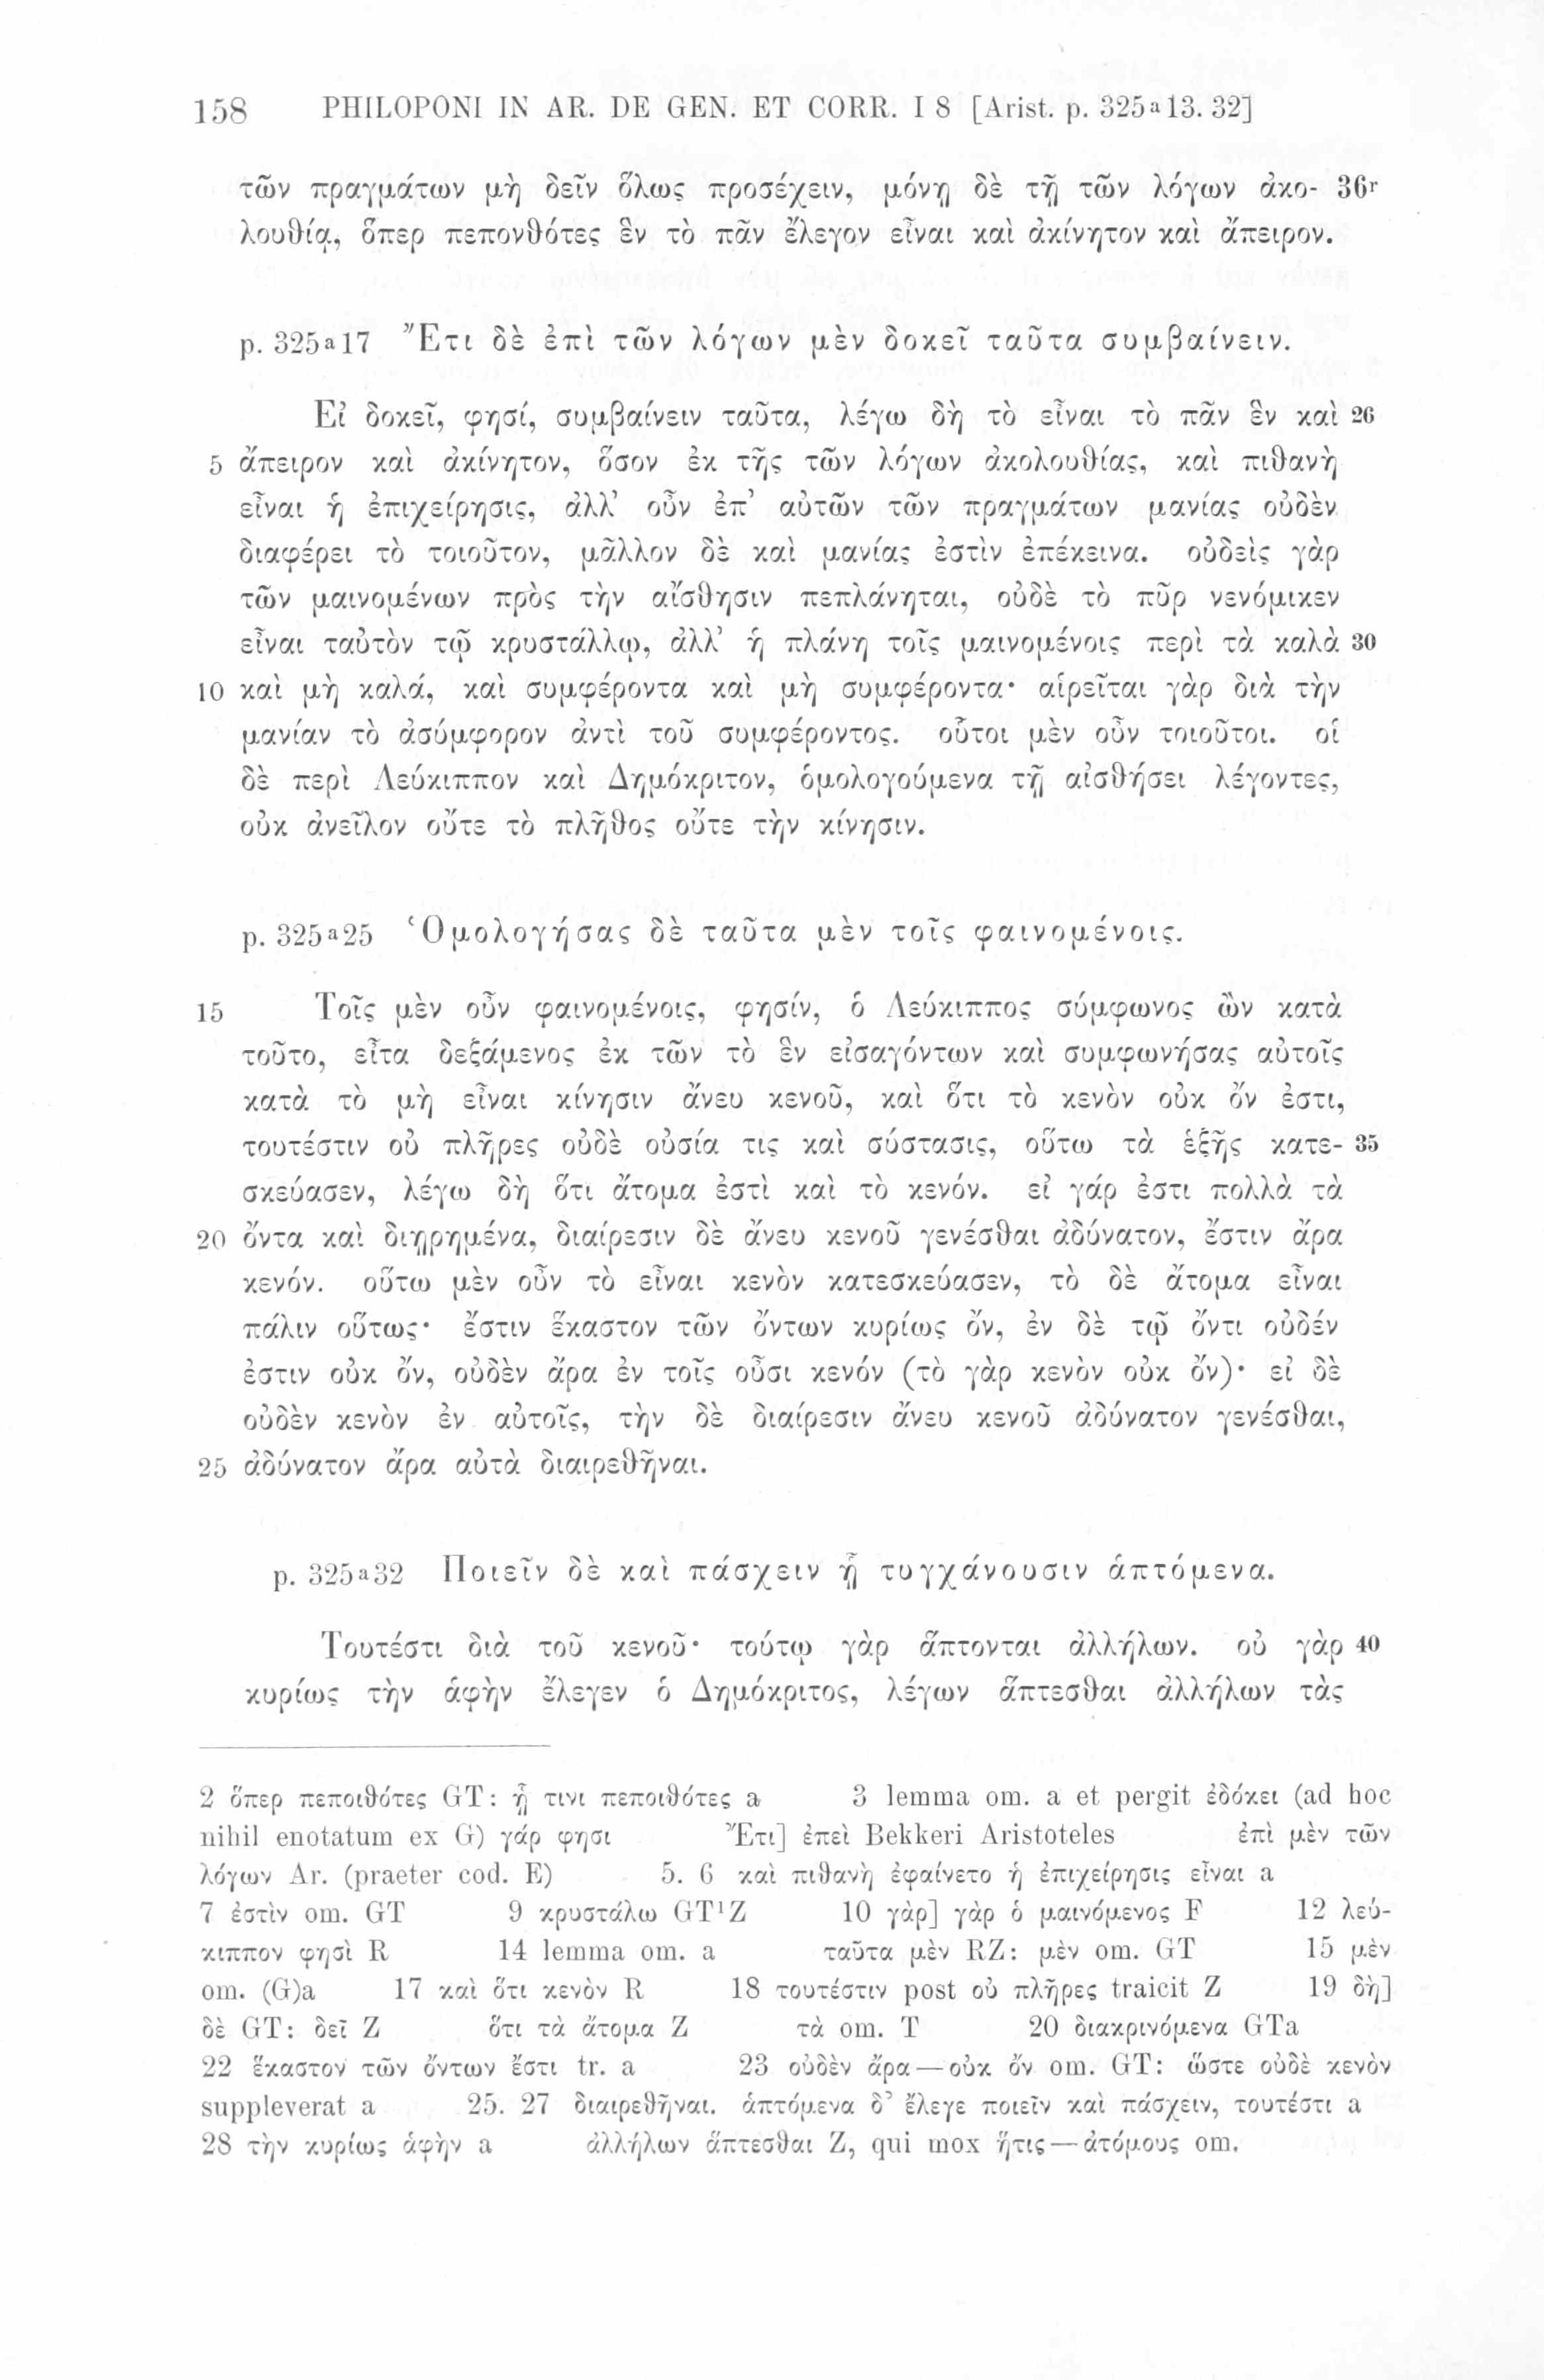 158 PHILOPONI IN AR. DE GEN. ET CORR. I 8 [Arist. p. 325a13. 32]
τῶν πραγμάτων μὴ δεῖν ὅλως προσέχειν, μόνῃ δὲ τῇ τῶν λόγων ἀκο- 36r
λουθίᾳ, ὅπερ πεπονθότες ἓν τὸ πᾶν ἔλεγον εἶναι καὶ ἀκίνητον καὶ ἄπειρον.
p. 325a17 Ἔτι δὲ ἐπὶ τῶν λόγων μὲν δοκεῖ ταῦτα συμβαίνειν.
Εἰ δοκεῖ, φησί, συμβαίνειν ταῦτα, λέγω δὴ τὸ εἶναι τὸ πᾶν ἓν καὶ 26
5 ἄπειρον καὶ ἀκίνητον, ὅσον ἐκ τῆς τῶν λόγων ἀκολουθίας, καὶ πιθανὴ
εἶναι ἡ ἐπιχείρησις, ἀλλ’ οὖν ἐπ’ αὐτῶν τῶν πραγμάτων μανίας οὐδὲν
διαφέρει τὸ τοιοῦτον, μᾶλλον δὲ καὶ μανίας ἐστὶν ἐπέκεινα. οὐδεὶς γὰρ
τῶν μαινομένων πρὸς τὴν αἴσθησιν πεπλάνηται, οὐδὲ τὸ πῦρ νενόμικεν
εἶναι ταὐτὸν τῷ κρυστάλλῳ, ἀλλ’ ἡ πλάνη τοῖς μαινομένοις περὶ τὰ καλὰ 30
10 καὶ μὴ καλά, καὶ συμφέροντα καὶ μὴ συμφέροντα· αἱρεῖται γὰρ διὰ τὴν
μανίαν τὸ ἀσύμφορον ἀντὶ τοῦ συμφέροντος. οὗτοι μὲν οὖν τοιοῦτοι. οἱ
δὲ περὶ Λεύκιππον καὶ Δημόκριτον, ὁμολογούμενα τῇ αἰσθήσει λέγοντες,
οὐκ ἀνεῖλον οὔτε τὸ πλῆθος οὔτε τὴν κίνησιν.
p. 325a25 Ὁμολογήσας δὲ ταῦτα μὲν τοῖς φαινομένοις.
15 Τοῖς μὲν οὖν φαινομένοις, φησίν, ὁ Λεύκιππος σύμφωνος ὢν κατὰ
τοῦτο, εἶτα δεξάμενος ἐκ τῶν τὸ ἓν εἰσαγόντων καὶ συμφωνήσας αὐτοῖς
κατὰ τὸ μὴ εἶναι κίνησιν ἄνευ κενοῦ, καὶ ὅτι τὸ κενὸν οὐκ ὄν ἐστι,
τουτέστιν οὐ πλῆρες οὐδὲ οὐσία τις καὶ σύστασις, οὕτω τὰ ἑξῆς κατε- 35
σκεύασεν, λέγω δὴ ὅτι ἄτομα ἐστὶ καὶ τὸ κενόν. εἰ γάρ ἐστι πολλὰ τὰ
20 ὄντα καὶ διῃρημένα, διαίρεσιν δὲ ἄνευ κενοῦ γενέσθαι ἀδύνατον, ἔστιν ἄρα
κενόν. οὕτω μὲν οὖν τὸ εἶναι κενὸν κατεσκεύασεν, τὸ δὲ ἄτομα εἶναι
πάλιν οὕτως· ἔστιν ἕκαστον τῶν ὄντων κυρίως ὄν, ἐν δὲ τῷ ὄντι οὐδέν
ἐστιν οὐκ ὄν, οὐδὲν ἄρα ἐν τοῖς οὖσι κενόν (τὸ γὰρ κενὸν οὐκ ὄν)· εἰ δὲ
οὐδὲν κενὸν ἐν αὐτοῖς, τὴν δὲ διαίρεσιν ἄνευ κενοῦ ἀδύνατον γενέσθαι,
25 ἀδύνατον ἄρα αὐτὰ διαιρεθῆναι.
p. 325a32 Ποιεῖν δὲ καὶ πάσχειν ᾗ τυγχάνουσιν ἁπτόμενα.
Τουτέστι διὰ τοῦ κενοῦ· τούτῳ γὰρ ἅπτονται ἀλλήλων. οὐ γὰρ 40
κυρίως τὴν ἁφὴν ἔλεγεν ὁ Δημόκριτος, λέγων ἅπτεσθαι ἀλλήλων τὰς
2 ὅπερ πεποιθότες GT: ᾗ τινι πεποιθότες a 3 lemma om. a et pergit ἐδόκει (ad hoc
nihil enotatum ex G) γάρ φησι Ἔτι] ἐπεὶ Bekkeri Aristoteles ἐπὶ μὲν τῶν
λόγων Ar. (praeter cod. E) 5. 6 καὶ πιθανὴ ἐφαίνετο ἡ ἐπιχείρησις εἶναι a
7 ἐστὶν om. GT 9 κρυστάλω GT¹Z 10 γὰρ] γὰρ ὁ μαινόμενος F 12 λεύ-
κιππον φησὶ R 14 lemma om. a ταῦτα μὲν RZ: μὲν om. GT 15 μὲν
om. (G)a 17 καὶ ὅτι κενὸν R 18 τουτέστιν post οὐ πλῆρες traicit Z 19 δὴ]
δὲ GT: δεῖ Z ὅτι τὰ ἄτομα Z τὰ om. T 20 διακρινόμενα GTa
22 ἕκαστον τῶν ὄντων ἔστι tr. a 23 οὐδὲν ἄρα — οὐκ ὄν om. GT: ὥστε οὐδὲ κενὸν
suppleverat a 25. 27 διαιρεθῆναι. ἁπτόμενα δ’ ἔλεγε ποιεῖν καὶ πάσχειν, τουτέστι a
28 τὴν κυρίως ἁφὴν a ἀλλήλων ἅπτεσθαι Z, qui mox ἥτις — ἀτόμους om.